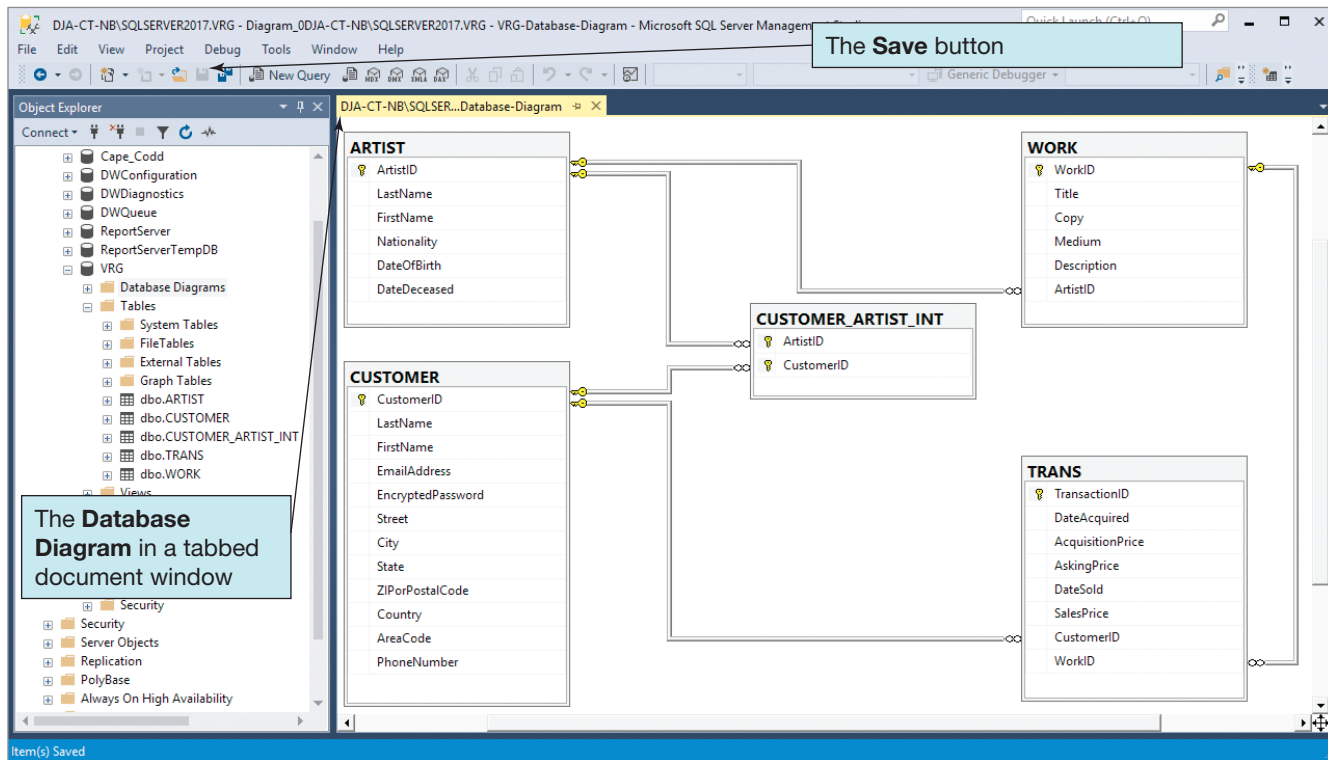 DJA-CT-NB\SQLSERVER2017.VRG - Diagram_0DJA-CT-NB\SQLSERVER2017.VRG - VRG-Database-Diagram - Microsoft SQL Server Management
File Edit View Project Debug Tools Window Help
The Save button
New Query MDX DMX XMLA DAX Generic Debugger
Object Explorer
Connect
Cape_Codd
DWConfiguration
DWDiagnostics
DWQueue
ReportServer
ReportServerTempDB
VRG
Database Diagrams
Tables
System Tables
FileTables
External Tables
Graph Tables
dbo.ARTIST
dbo.CUSTOMER
dbo.CUSTOMER_ARTIST_INT
dbo.TRANS
dbo.WORK
Views
The Database
Diagram in a tabbed
document window
Security
Security
Server Objects
Replication
PolyBase
Always On High Availability
DJA-CT-NB\SQLSER...Database-Diagram
ARTIST
ArtistID
LastName
FirstName
Nationality
DateOfBirth
DateDeceased
WORK
WorkID
Title
Copy
Medium
Description
ArtistID
CUSTOMER_ARTIST_INT
ArtistID
CustomerID
CUSTOMER
CustomerID
LastName
FirstName
EmailAddress
EncryptedPassword
Street
City
State
ZIPorPostalCode
Country
AreaCode
PhoneNumber
TRANS
TransactionID
DateAcquired
AcquisitionPrice
AskingPrice
DateSold
SalesPrice
CustomerID
WorkID
Item(s) Saved